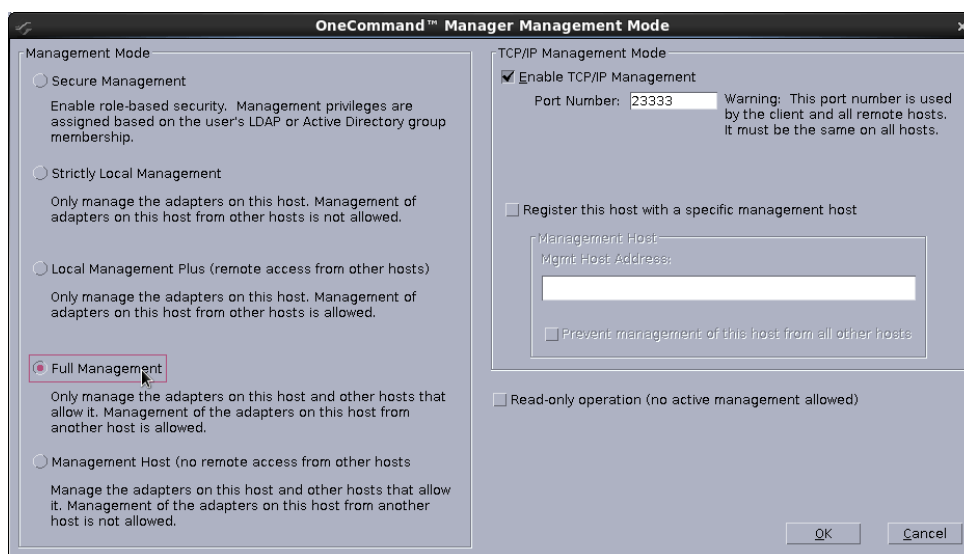 OneCommand™ Manager Management Mode
Management Mode
Secure Management
Enable role-based security. Management privileges are
assigned based on the user's LDAP or Active Directory group
membership.
Strictly Local Management
Only manage the adapters on this host. Management of
adapters on this host from other hosts is not allowed.
Local Management Plus (remote access from other hosts)
Only manage the adapters on this host. Management of
adapters on this host from other hosts is allowed.
Full Management
Only manage the adapters on this host and other hosts that
allow it. Management of the adapters on this host from
another host is allowed.
Management Host (no remote access from other hosts
Manage the adapters on this host and other hosts that allow
it. Management of the adapters on this host from another
host is not allowed.
TCP/IP Management Mode
Enable TCP/IP Management
Port Number: 23333
Warning: This port number is used
by the client and all remote hosts.
It must be the same on all hosts.
Register this host with a specific management host
Management Host
Mgmt Host Address:
Prevent management of this host from all other hosts
Read-only operation (no active management allowed)
OK
Cancel